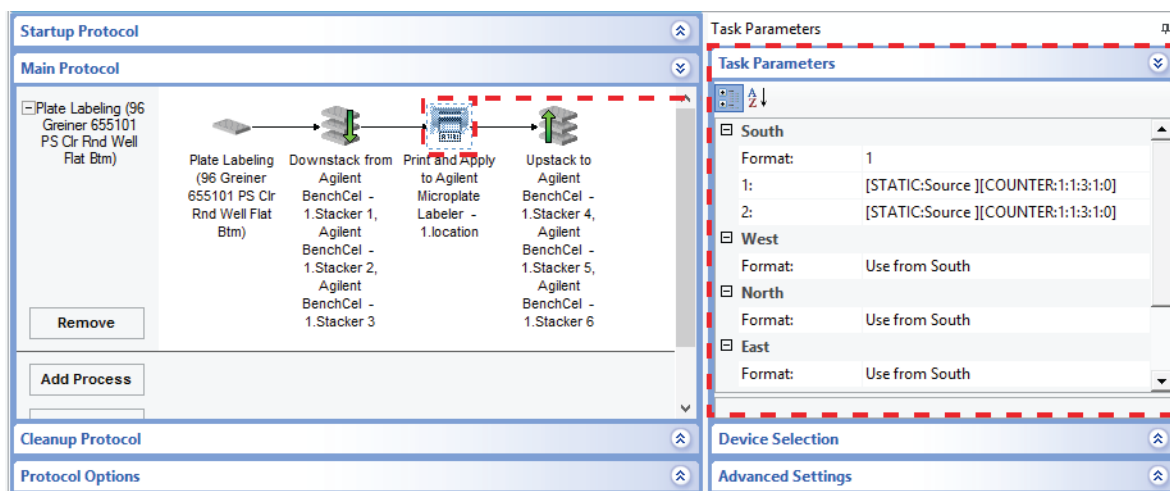 Startup Protocol
Main Protocol
Plate Labeling (96
Greiner 655101
PS Clr Rnd Well
Flat Btm)
Plate Labeling
(96 Greiner
655101 PS Clr
Rnd Well Flat
Btm)
Downstack from
Agilent
BenchCel -
1.Stacker 1,
Agilent
BenchCel -
1.Stacker 2,
Agilent
BenchCel -
1.Stacker 3
Print and Apply
to Agilent
Microplate
Labeler -
1.location
Upstack to
Agilent
BenchCel -
1.Stacker 4,
Agilent
BenchCel -
1.Stacker 5,
Agilent
BenchCel -
1.Stacker 6
Remove
Add Process
Cleanup Protocol
Protocol Options
Task Parameters
Task Parameters
A
Z
South
Format: 1
1: [STATIC:Source ][COUNTER:1:1:3:1:0]
2: [STATIC:Source ][COUNTER:1:1:3:1:0]
West
Format: Use from South
North
Format: Use from South
East
Format: Use from South
Device Selection
Advanced Settings